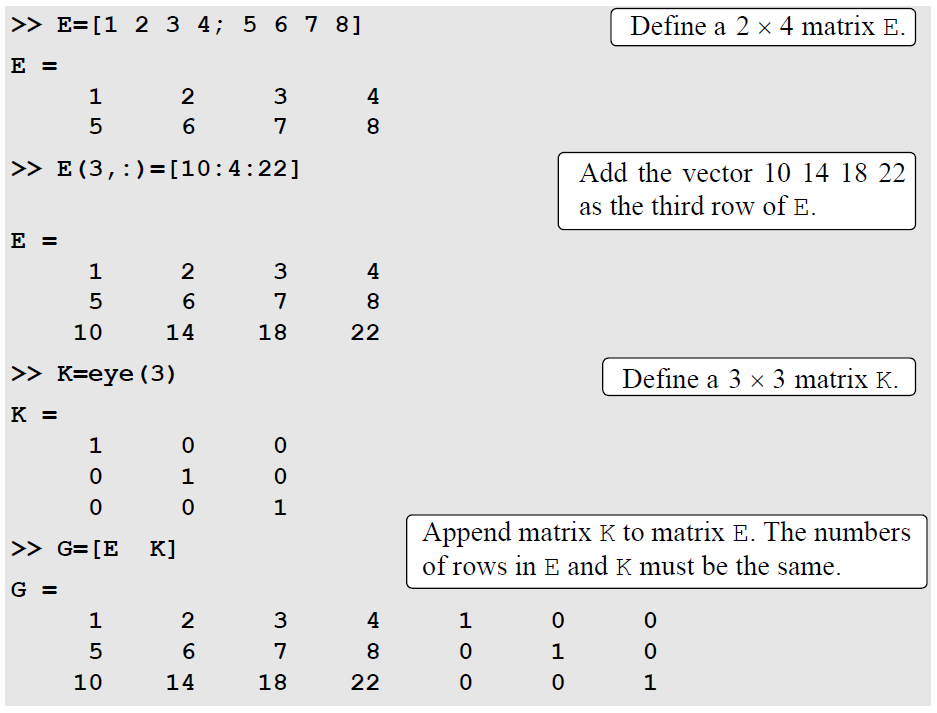 >> E=[1 2 3 4; 5 6 7 8]
Define a 2 × 4 matrix E.
E =
1 2 3 4
5 6 7 8
>> E(3,:)=[10:4:22]
Add the vector 10 14 18 22
as the third row of E.
E =
1 2 3 4
5 6 7 8
10 14 18 22
>> K=eye(3)
Define a 3 × 3 matrix K.
K =
1 0 0
0 1 0
0 0 1
Append matrix K to matrix E. The numbers
of rows in E and K must be the same.
>> G=[E K]
G =
1 2 3 4 1 0 0
5 6 7 8 0 1 0
10 14 18 22 0 0 1